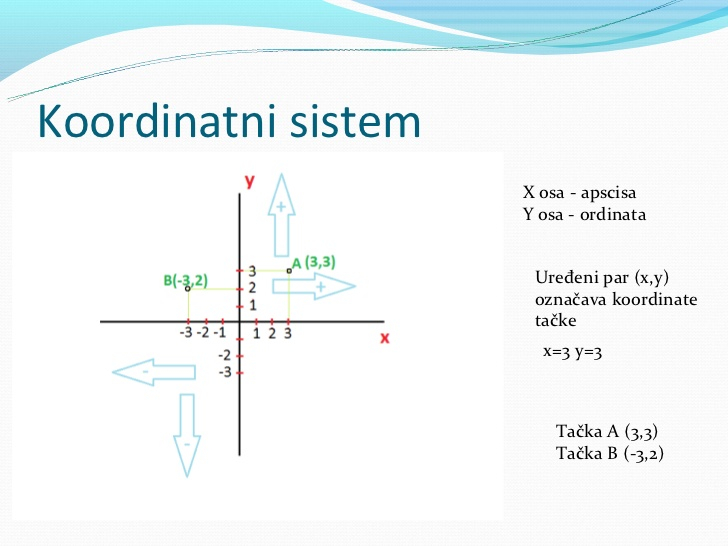 Koordinatni sistem
y
+
X osa - apscisa
Y osa - ordinata
A (3,3)
B(-3,2)
3
2
1
+
Uređeni par (x,y)
označava koordinate
tačke
-3 -2 -1 1 2 3
x
x=3 y=3
-2
-3
-
-
Tačka A (3,3)
Tačka B (-3,2)